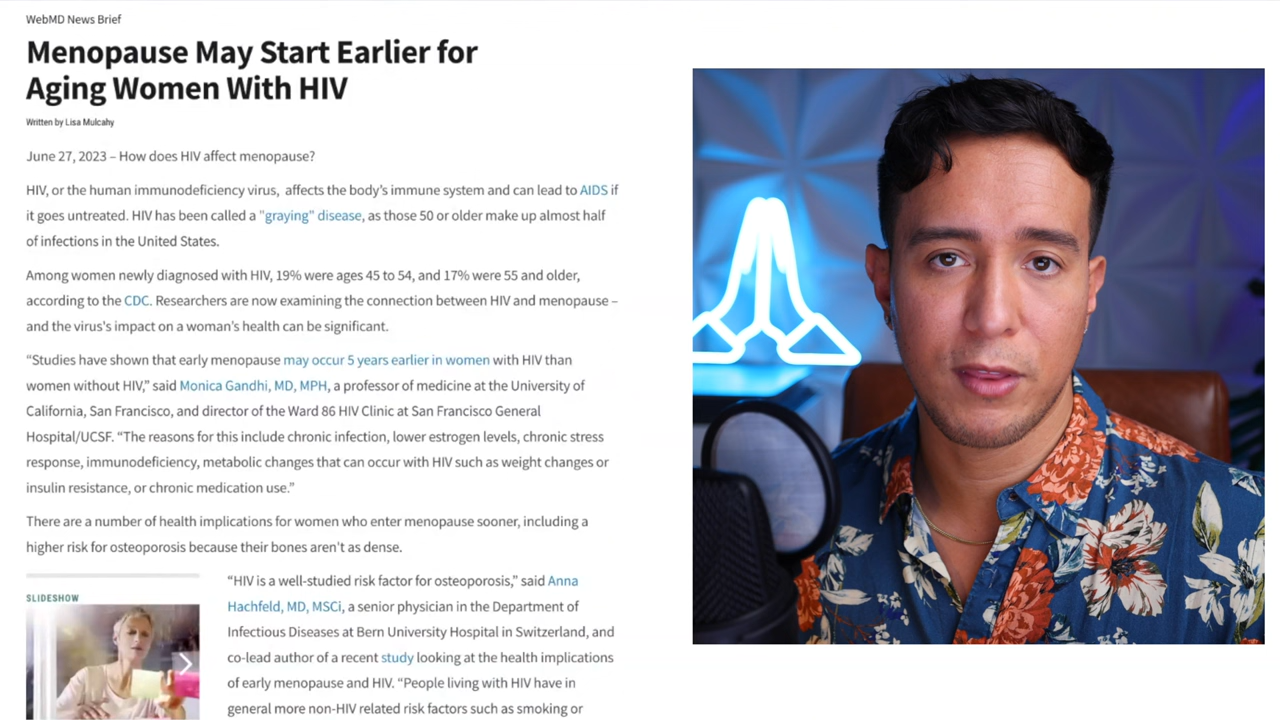 WebMD News Brief
Menopause May Start Earlier for
Aging Women With HIV
Written by Lisa Mulcahy
June 27, 2023 – How does HIV affect menopause?
HIV, or the human immunodeficiency virus,  affects the body’s immune system and can lead to AIDS if
it goes untreated. HIV has been called a "graying" disease, as those 50 or older make up almost half
of infections in the United States.
Among women newly diagnosed with HIV, 19% were ages 45 to 54, and 17% were 55 and older,
according to the CDC. Researchers are now examining the connection between HIV and menopause –
and the virus's impact on a woman’s health can be significant.
“Studies have shown that early menopause may occur 5 years earlier in women with HIV than
women without HIV,” said Monica Gandhi, MD, MPH, a professor of medicine at the University of
California, San Francisco, and director of the Ward 86 HIV Clinic at San Francisco General
Hospital/UCSF. “The reasons for this include chronic infection, lower estrogen levels, chronic stress
response, immunodeficiency, metabolic changes that can occur with HIV such as weight changes or
insulin resistance, or chronic medication use.”
There are a number of health implications for women who enter menopause sooner, including a
higher risk for osteoporosis because their bones aren't as dense.
SLIDESHOW
“HIV is a well-studied risk factor for osteoporosis,” said Anna
Hachfeld, MD, MSCi, a senior physician in the Department of
Infectious Diseases at Bern University Hospital in Switzerland, and
co-lead author of a recent study looking at the health implications
of early menopause and HIV. “People living with HIV have in
general more non-HIV related risk factors such as smoking or